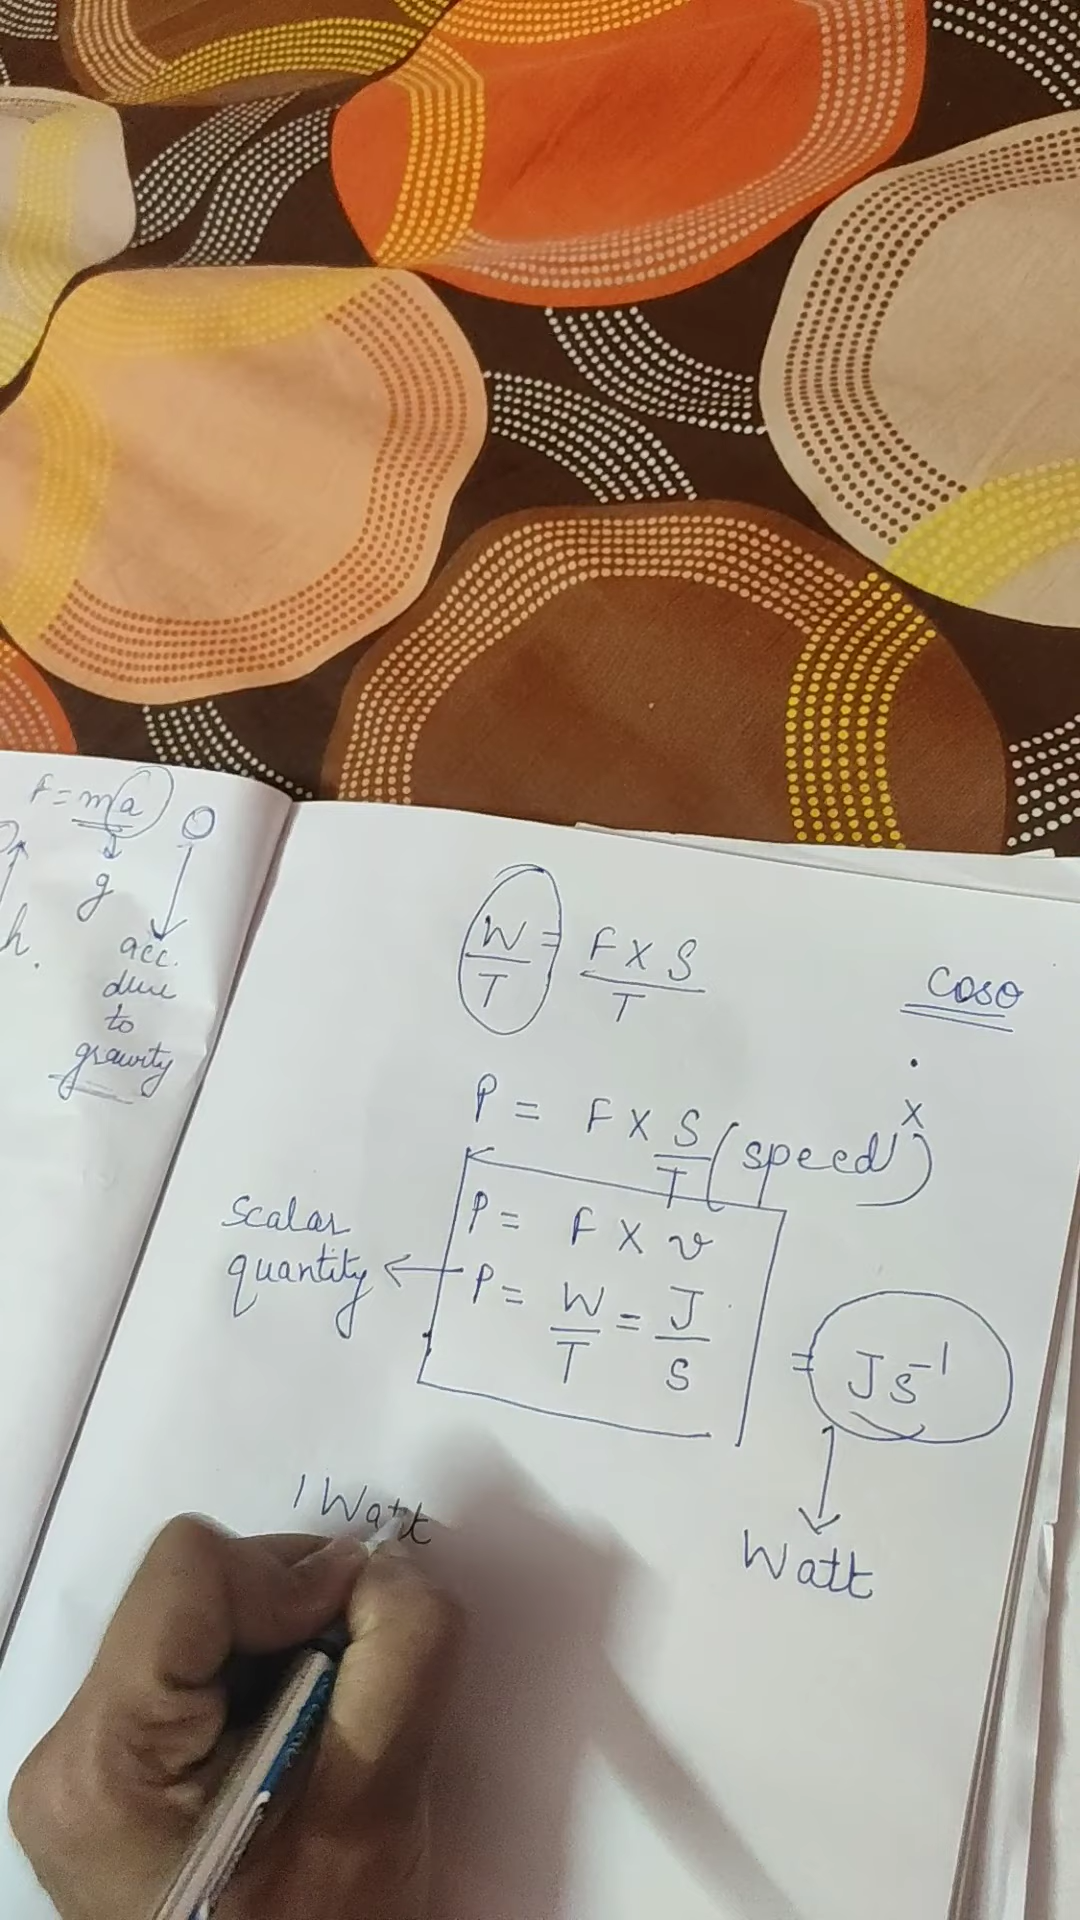 F = ma
g
h.
acc.
due
to
gravity
W/T = F X S/T
cosθ
P = F X S/T (speed)
x
P = F X v
Scalar
quantity
P = W/T = J/S
= JS⁻¹
Watt
1 Watt